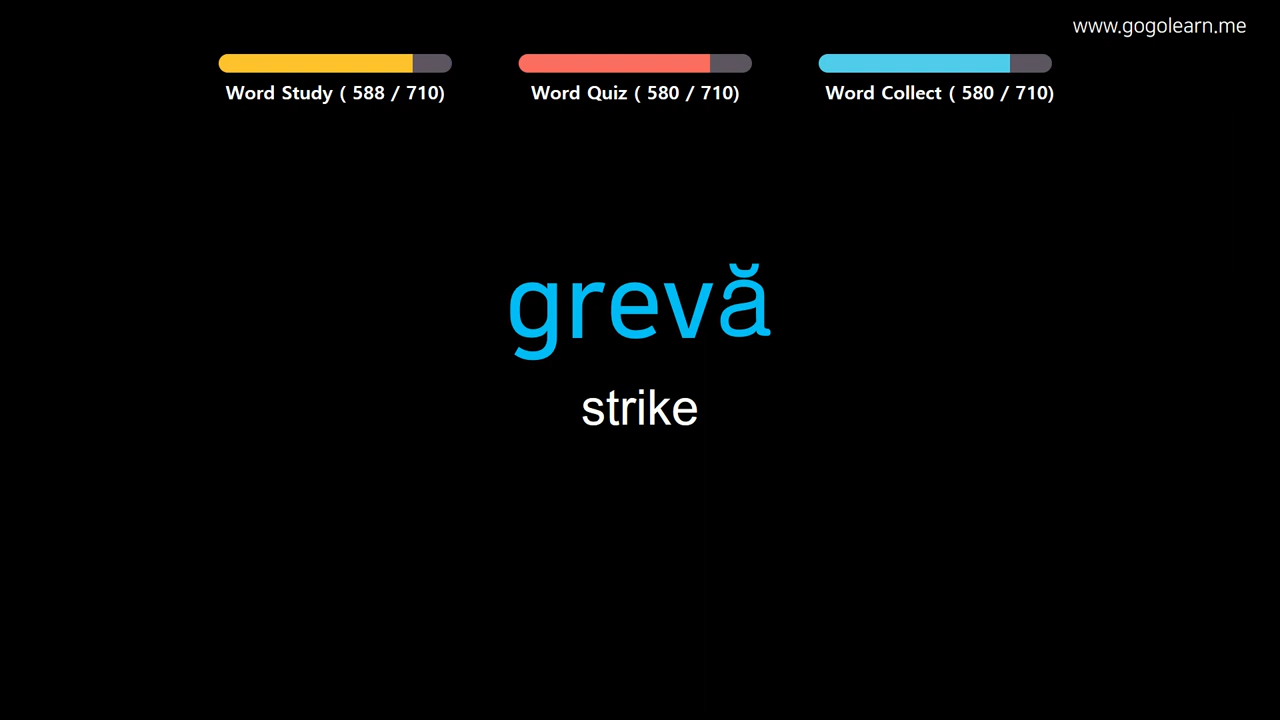 www.gogolearn.me
Word Study ( 588 / 710)
Word Quiz ( 580 / 710)
Word Collect ( 580 / 710)
grevă
strike